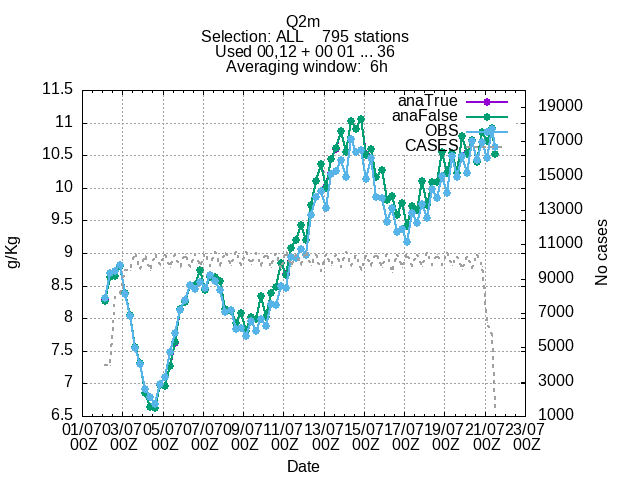 Q2m
Selection: ALL    795 stations
Used 00,12 + 00 01 ... 36
Averaging window:  6h
anaTrue
anaFalse
OBS
CASES
g/Kg
11.5
11
10.5
10
9.5
9
8.5
8
7.5
7
6.5
19000
17000
15000
13000
11000
9000
7000
5000
3000
1000
No cases
01/07 03/07 05/07 07/07 09/07 11/07 13/07 15/07 17/07 19/07 21/07 23/07
00Z 00Z 00Z 00Z 00Z 00Z 00Z 00Z 00Z 00Z 00Z 00Z
Date